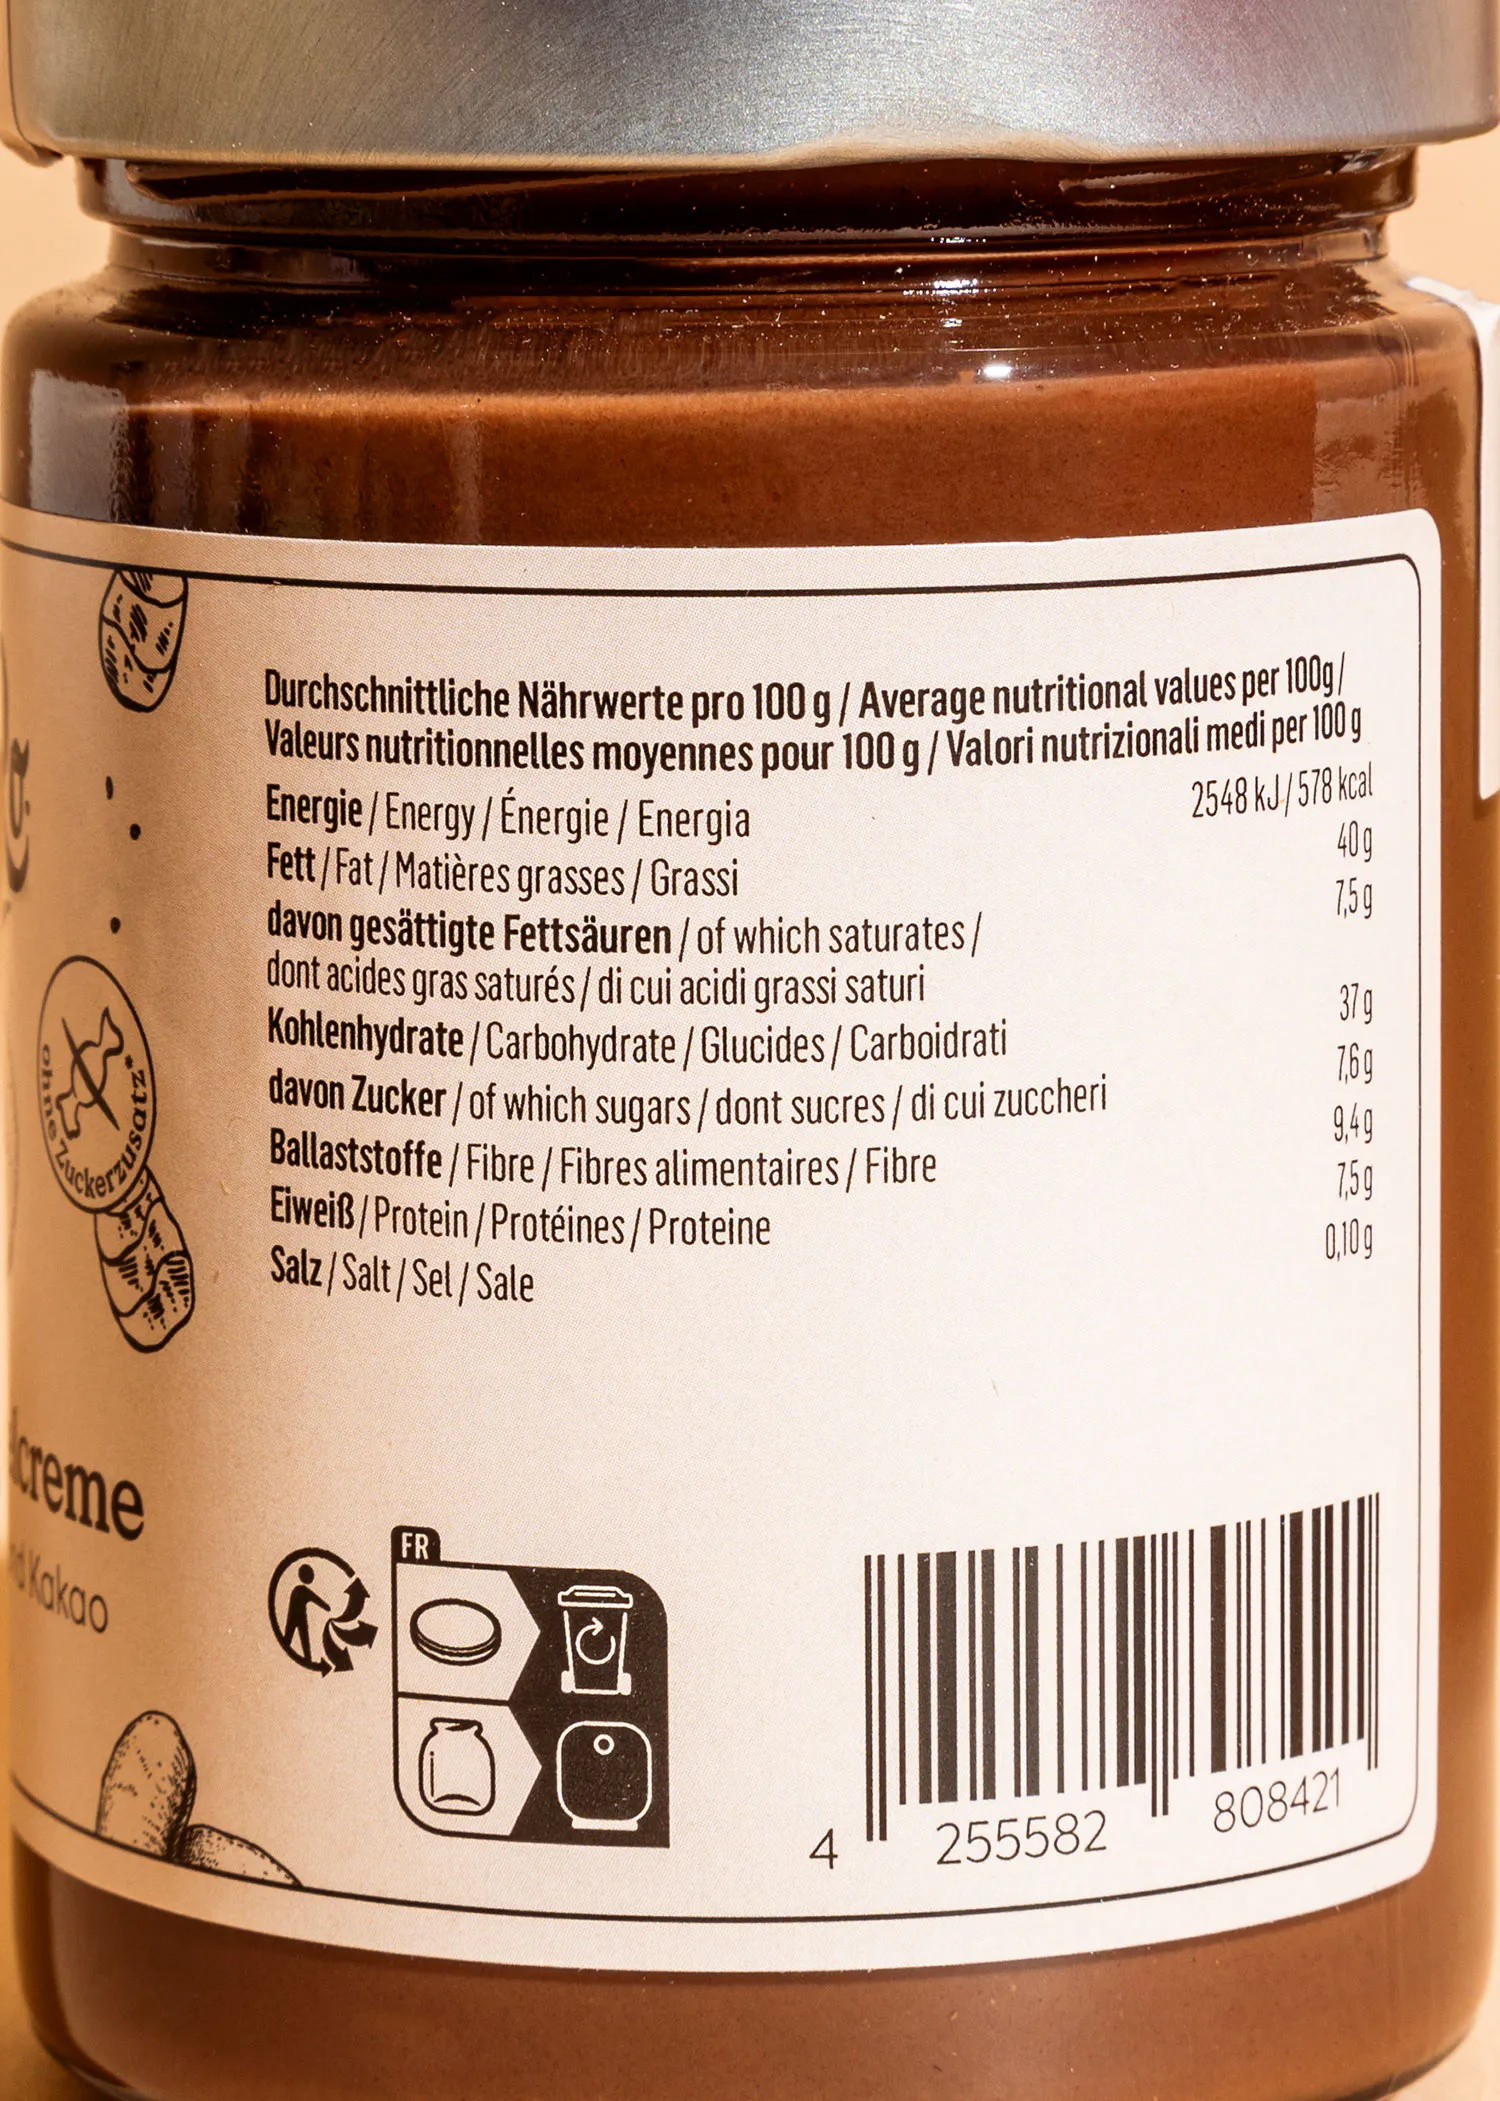 Durchschnittliche Nährwerte pro 100 g / Average nutritional values per 100g /
Valeurs nutritionnelles moyennes pour 100 g / Valori nutrizionali medi per 100 g
Energie / Energy / Énergie / Energia 2548 kJ / 578 kcal
Fett / Fat / Matières grasses / Grassi 40 g
davon gesättigte Fettsäuren / of which saturates / 7,5 g
dont acides gras saturés / di cui acidi grassi saturi
Kohlenhydrate / Carbohydrate / Glucides / Carboidrati 37 g
davon Zucker / of which sugars / dont sucres / di cui zuccheri 7,6 g
Ballaststoffe / Fibre / Fibres alimentaires / Fibre 9,4 g
Eiweiß / Protein / Protéines / Proteine 7,5 g
Salz / Salt / Sel / Sale 0,10 g
ohne Zuckerzusatz*
creme
Kakao
FR
4 255582 808421